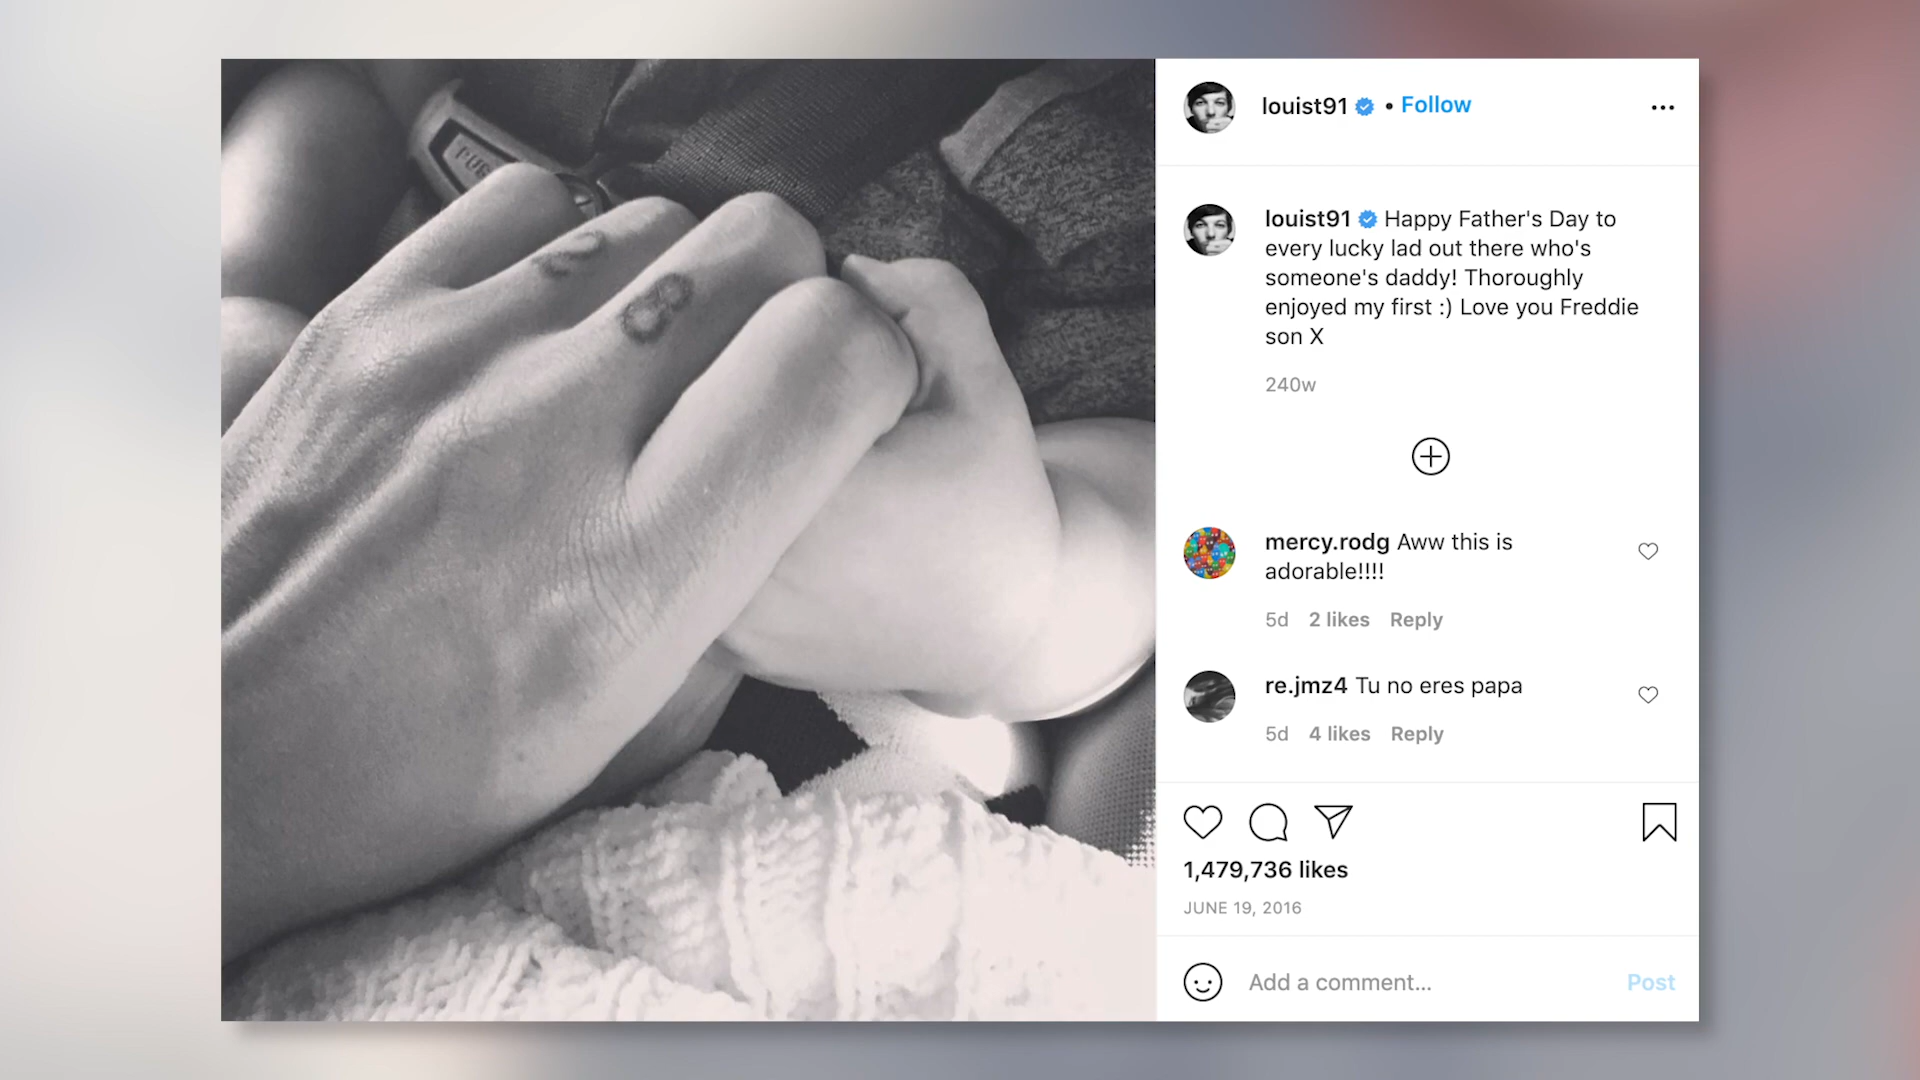 louist91 • Follow
louist91 Happy Father's Day to
every lucky lad out there who's
someone's daddy! Thoroughly
enjoyed my first :) Love you Freddie
son X
240w
mercy.rodg Aww this is
adorable!!!!
5d 2 likes Reply
re.jmz4 Tu no eres papa
5d 4 likes Reply
1,479,736 likes
JUNE 19, 2016
Add a comment... Post
28